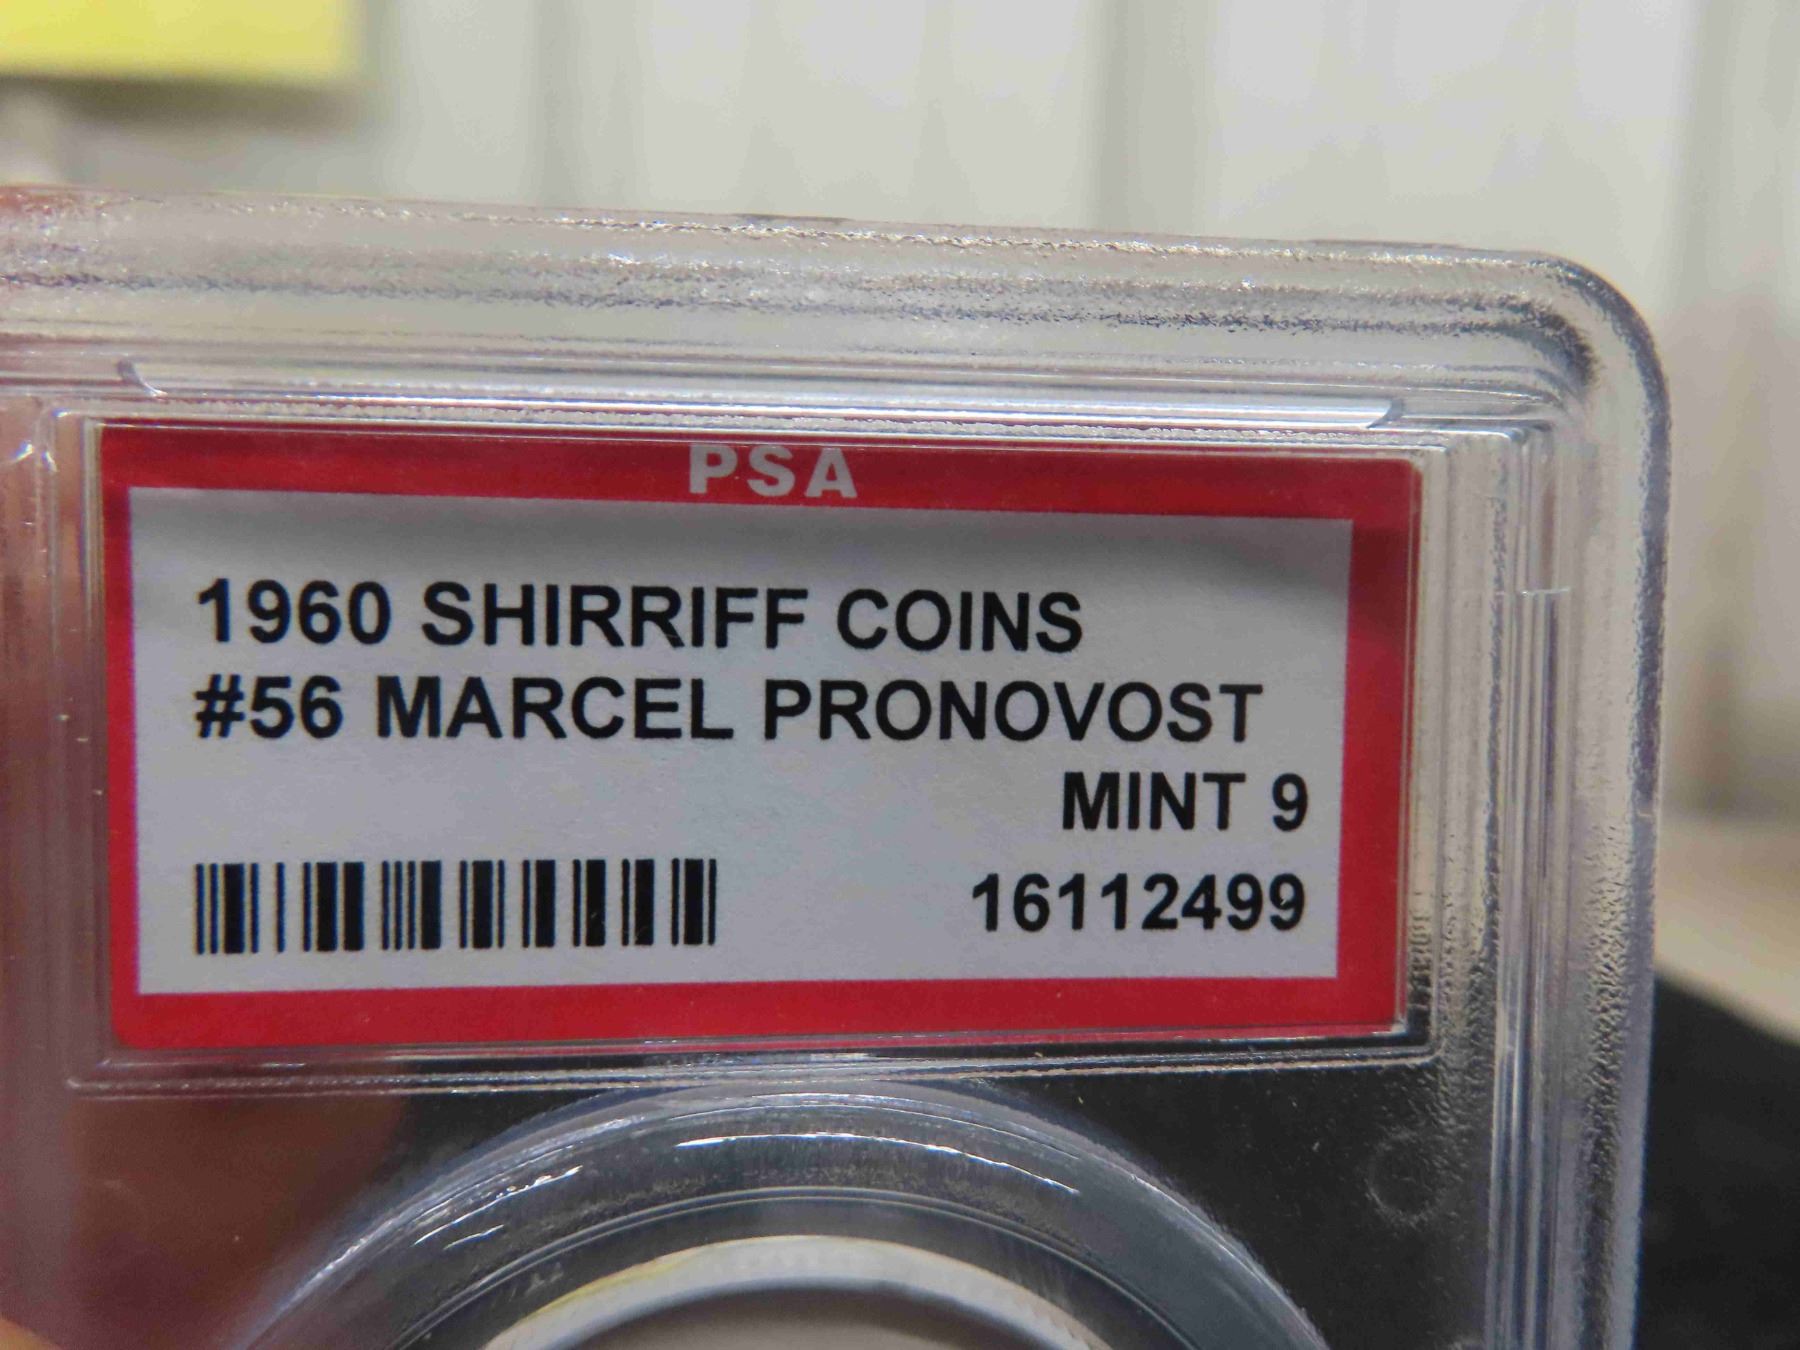 PSA
1960 SHIRRIFF COINS
#56 MARCEL PRONOVOST
MINT 9
16112499